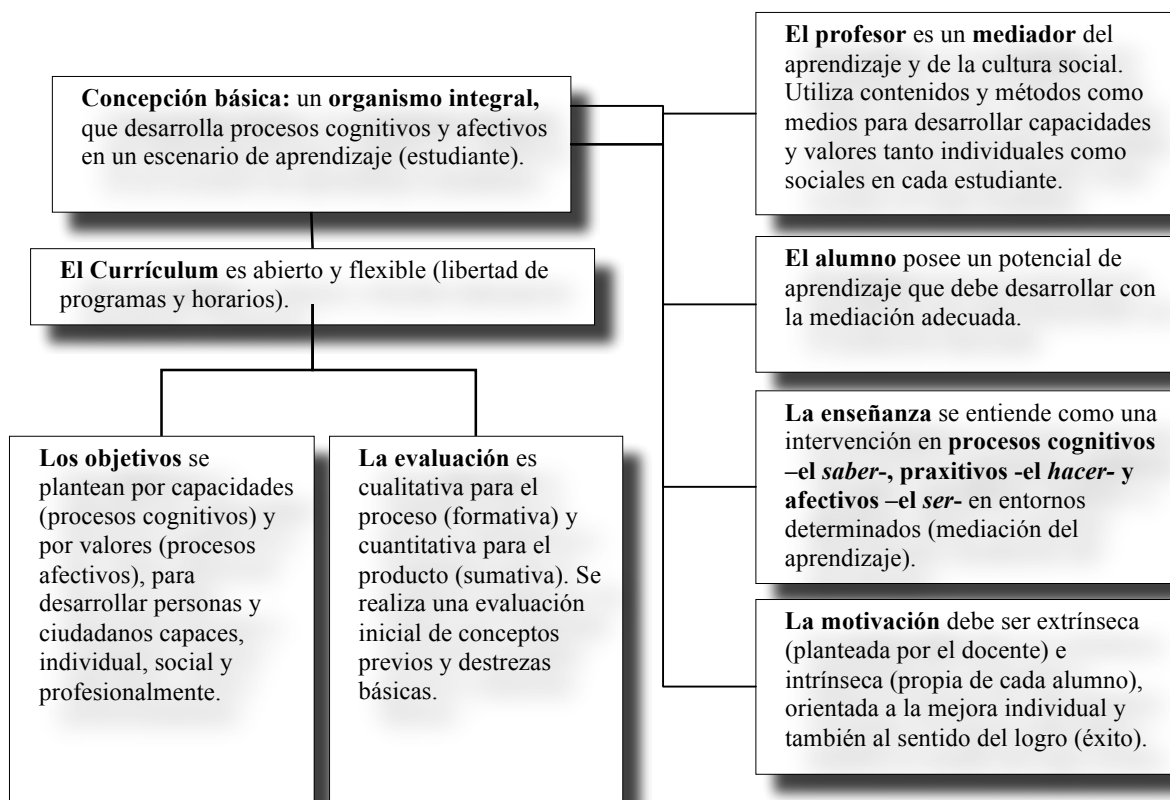 Concepción básica: un organismo integral,
que desarrolla procesos cognitivos y afectivos
en un escenario de aprendizaje (estudiante).
El Currículum es abierto y flexible (libertad de
programas y horarios).
Los objetivos se
plantean por capacidades
(procesos cognitivos) y
por valores (procesos
afectivos), para
desarrollar personas y
ciudadanos capaces,
individual, social y
profesionalmente.
La evaluación es
cualitativa para el
proceso (formativa) y
cuantitativa para el
producto (sumativa). Se
realiza una evaluación
inicial de conceptos
previos y destrezas
básicas.
El profesor es un mediador del
aprendizaje y de la cultura social.
Utiliza contenidos y métodos como
medios para desarrollar capacidades
y valores tanto individuales como
sociales en cada estudiante.
El alumno posee un potencial de
aprendizaje que debe desarrollar con
la mediación adecuada.
La enseñanza se entiende como una
intervención en procesos cognitivos
–el saber-, praxitivos -el hacer- y
afectivos –el ser- en entornos
determinados (mediación del
aprendizaje).
La motivación debe ser extrínseca
(planteada por el docente) e
intrínseca (propia de cada alumno),
orientada a la mejora individual y
también al sentido del logro (éxito).